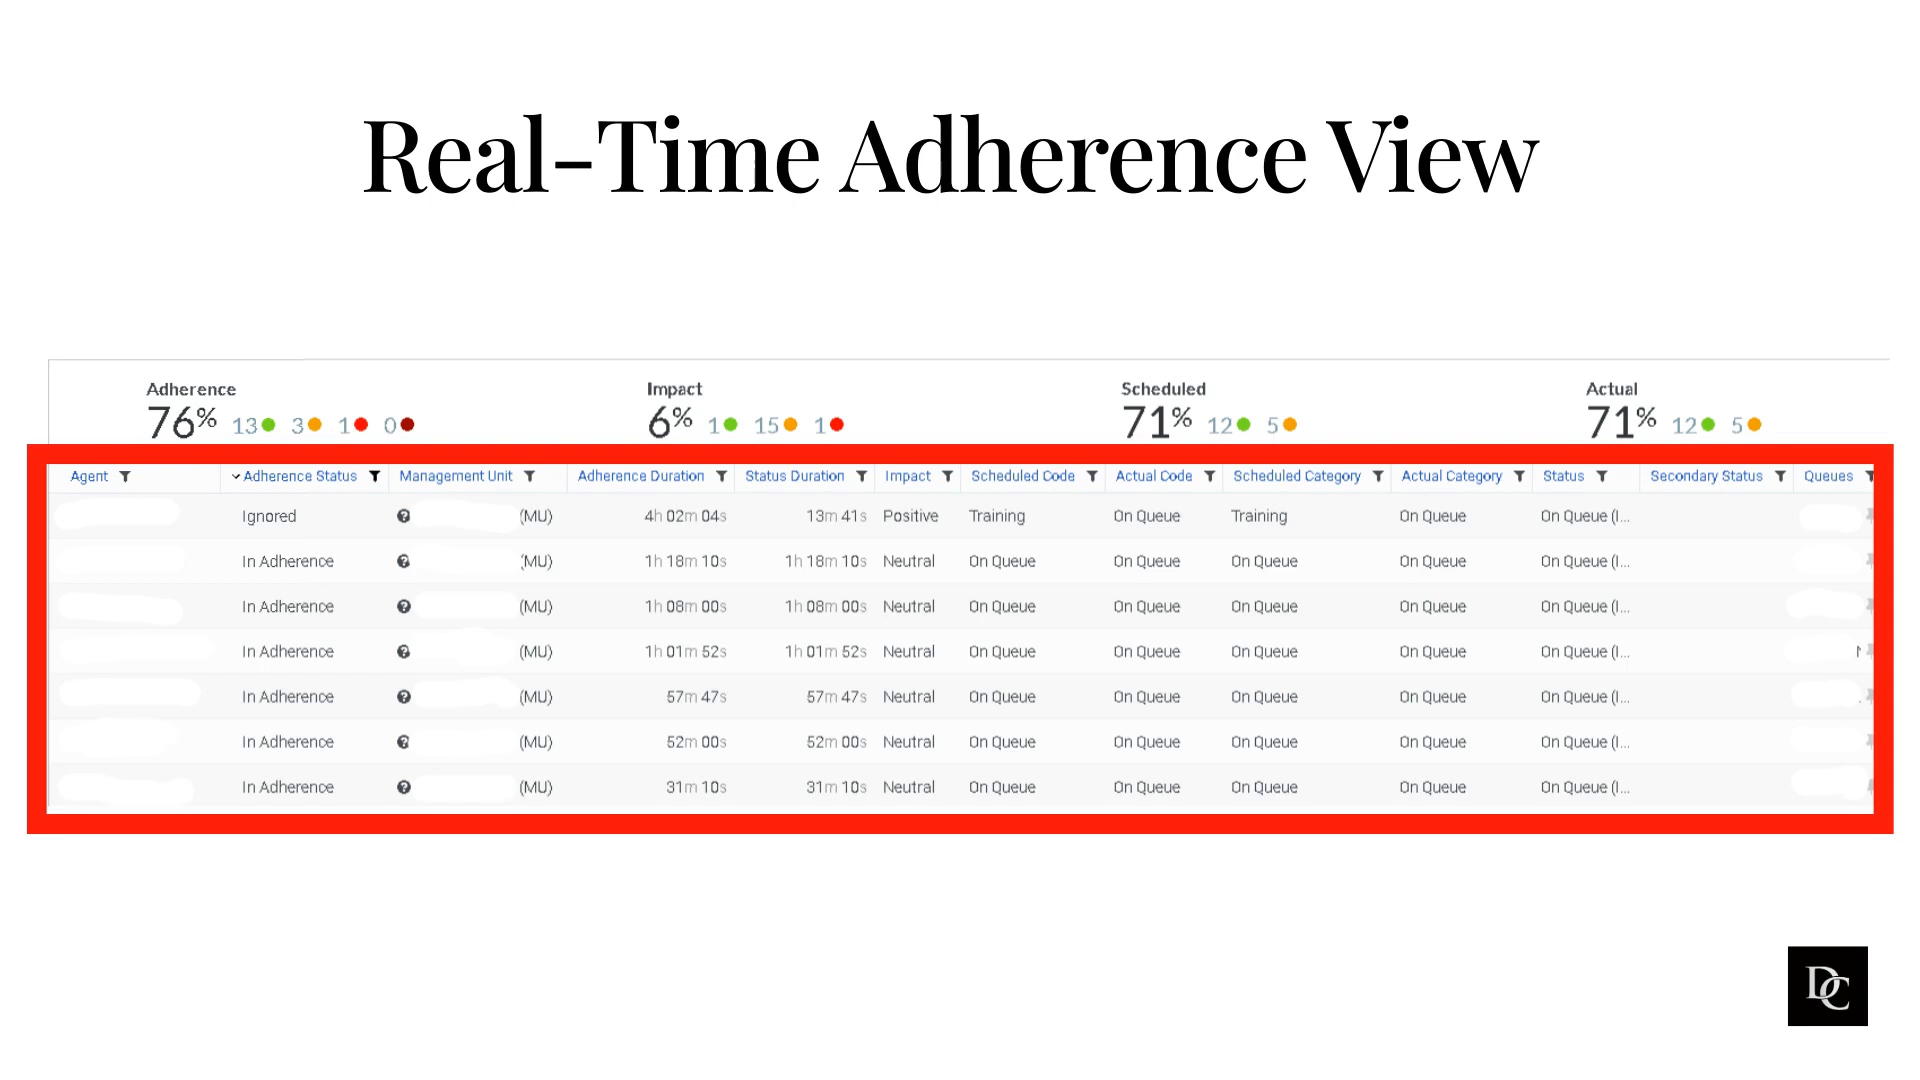 Real-Time Adherence View
Adherence Impact Scheduled Actual
76% 13 3 1 0 6% 1 15 1 71% 12 5 71% 12 5
Agent Adherence Status Management Unit Adherence Duration Status Duration Impact Scheduled Code Actual Code Scheduled Category Actual Category Status Secondary Status Queues
Ignored (MU) 4h 02m 04s 13m 41s Positive Training On Queue Training On Queue On Queue (I...
In Adherence (MU) 1h 18m 10s 1h 18m 10s Neutral On Queue On Queue On Queue On Queue On Queue (I...
In Adherence (MU) 1h 08m 00s 1h 08m 00s Neutral On Queue On Queue On Queue On Queue On Queue (I...
In Adherence (MU) 1h 01m 52s 1h 01m 52s Neutral On Queue On Queue On Queue On Queue On Queue (I...
In Adherence (MU) 57m 47s 57m 47s Neutral On Queue On Queue On Queue On Queue On Queue (I...
In Adherence (MU) 52m 00s 52m 00s Neutral On Queue On Queue On Queue On Queue On Queue (I...
In Adherence (MU) 31m 10s 31m 10s Neutral On Queue On Queue On Queue On Queue On Queue (I...
DC